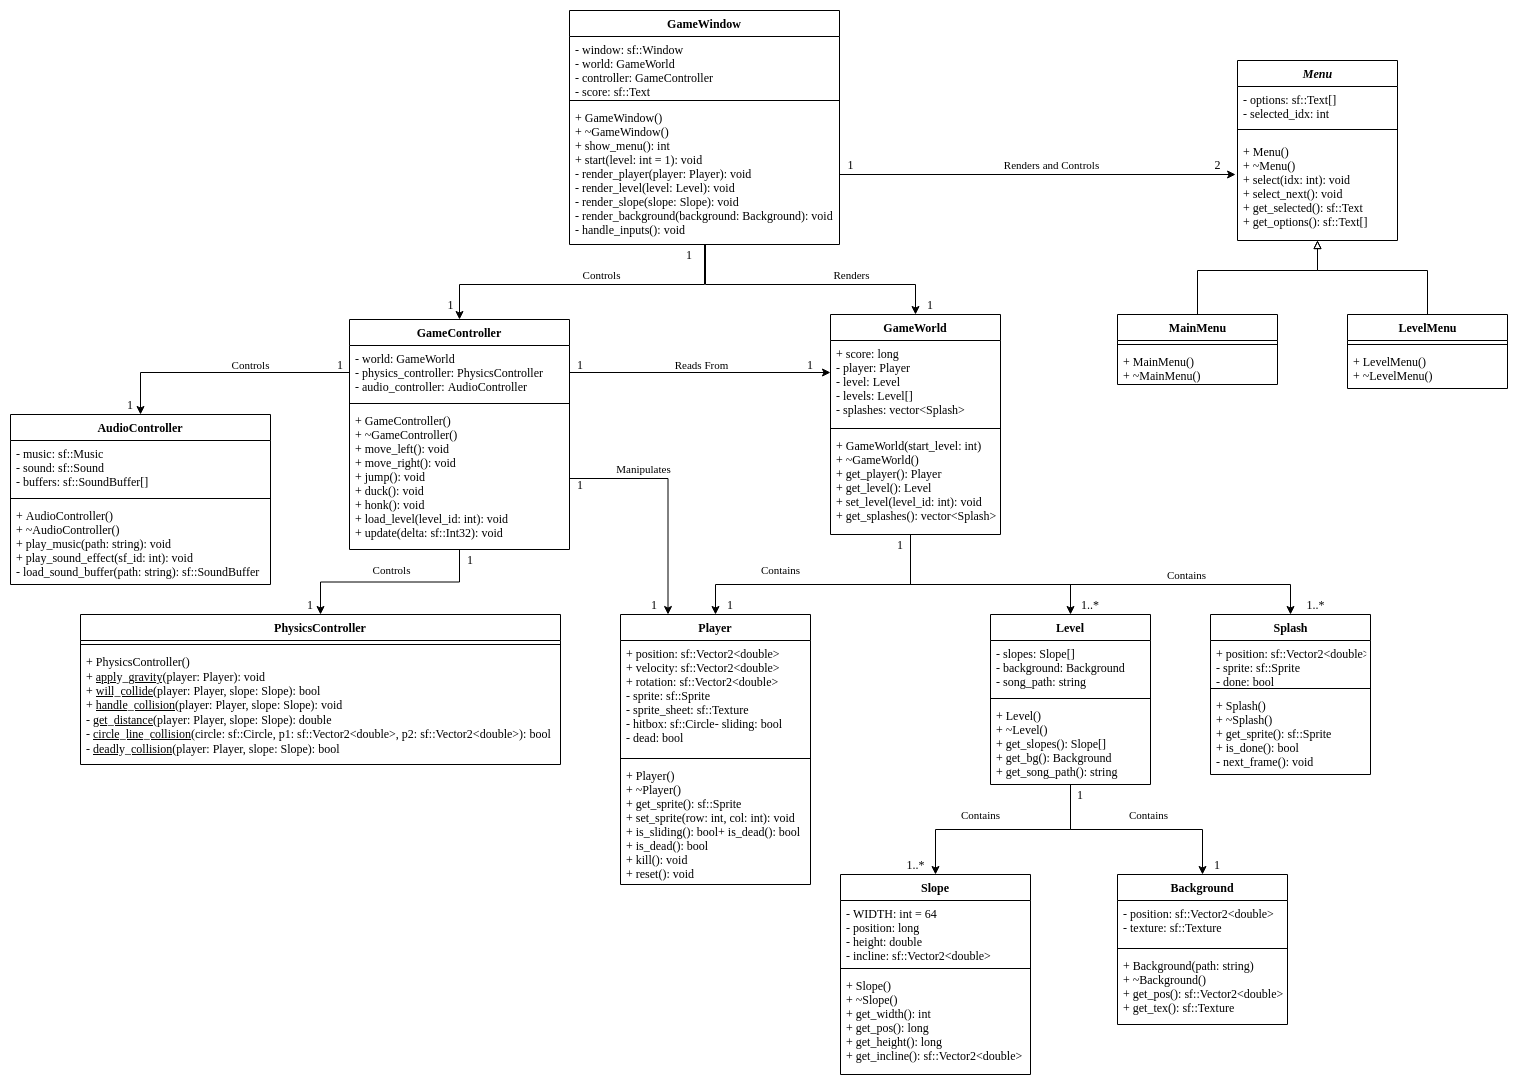 GameWindow
- window: sf::Window
- world: GameWorld
- controller: GameController
- score: sf::Text
+ GameWindow()
+ ~GameWindow()
+ show_menu(): int
+ start(level: int = 1): void
- render_player(player: Player): void
- render_level(level: Level): void
- render_slope(slope: Slope): void
- render_background(background: Background): void
- handle_inputs(): void
1
Renders and Controls
2
Menu
- options: sf::Text[]
- selected_idx: int
+ Menu()
+ ~Menu()
+ select(idx: int): void
+ select_next(): void
+ get_selected(): sf::Text
+ get_options(): sf::Text[]
1
Controls
Renders
1
1
MainMenu
+ MainMenu()
+ ~MainMenu()
LevelMenu
+ LevelMenu()
+ ~LevelMenu()
GameController
- world: GameWorld
- physics_controller: PhysicsController
- audio_controller: AudioController
+ GameController()
+ ~GameController()
+ move_left(): void
+ move_right(): void
+ jump(): void
+ duck(): void
+ honk(): void
+ load_level(level_id: int): void
+ update(delta: sf::Int32): void
1
Reads From
1
GameWorld
+ score: long
- player: Player
- level: Level
- levels: Level[]
- splashes: vector<Splash>
+ GameWorld(start_level: int)
+ ~GameWorld()
+ get_player(): Player
+ get_level(): Level
+ set_level(level_id: int): void
+ get_splashes(): vector<Splash>
Controls
1
1
AudioController
- music: sf::Music
- sound: sf::Sound
- buffers: sf::SoundBuffer[]
+ AudioController()
+ ~AudioController()
+ play_music(path: string): void
+ play_sound_effect(sf_id: int): void
- load_sound_buffer(path: string): sf::SoundBuffer
Manipulates
1
1
1
Controls
1
1
Contains
Contains
1
1..*
1..*
PhysicsController
+ PhysicsController()
+ apply_gravity(player: Player): void
+ will_collide(player: Player, slope: Slope): bool
+ handle_collision(player: Player, slope: Slope): void
- get_distance(player: Player, slope: Slope): double
- circle_line_collision(circle: sf::Circle, p1: sf::Vector2<double>, p2: sf::Vector2<double>): bool
- deadly_collision(player: Player, slope: Slope): bool
Player
+ position: sf::Vector2<double>
+ velocity: sf::Vector2<double>
+ rotation: sf::Vector2<double>
- sprite: sf::Sprite
- sprite_sheet: sf::Texture
- hitbox: sf::Circle- sliding: bool
- dead: bool
+ Player()
+ ~Player()
+ get_sprite(): sf::Sprite
+ set_sprite(row: int, col: int): void
+ is_sliding(): bool+ is_dead(): bool
+ is_dead(): bool
+ kill(): void
+ reset(): void
Level
- slopes: Slope[]
- background: Background
- song_path: string
+ Level()
+ ~Level()
+ get_slopes(): Slope[]
+ get_bg(): Background
+ get_song_path(): string
Splash
+ position: sf::Vector2<double>
- sprite: sf::Sprite
- done: bool
+ Splash()
+ ~Splash()
+ get_sprite(): sf::Sprite
+ is_done(): bool
- next_frame(): void
1
Contains
Contains
1..*
1
Slope
- WIDTH: int = 64
- position: long
- height: double
- incline: sf::Vector2<double>
+ Slope()
+ ~Slope()
+ get_width(): int
+ get_pos(): long
+ get_height(): long
+ get_incline(): sf::Vector2<double>
Background
- position: sf::Vector2<double>
- texture: sf::Texture
+ Background(path: string)
+ ~Background()
+ get_pos(): sf::Vector2<double>
+ get_tex(): sf::Texture